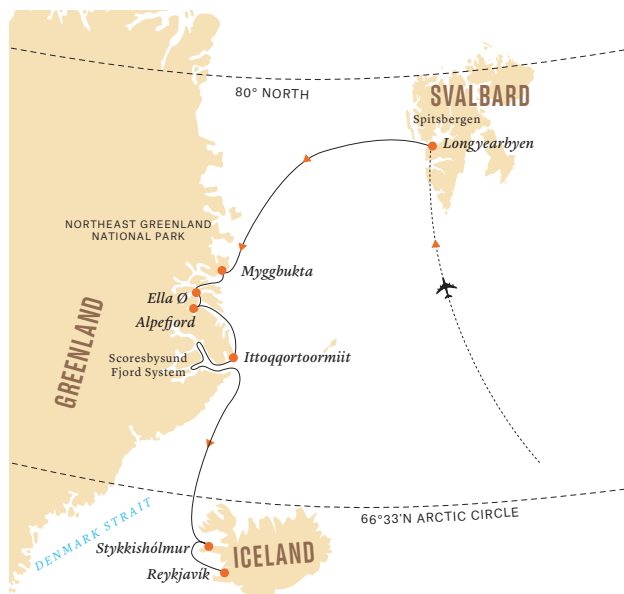 80° NORTH
SVALBARD
Spitsbergen
Longyearbyen
NORTHEAST GREENLAND
NATIONAL PARK
Myggbukta
Ella Ø
Alpefjord
GREENLAND
Scoresbysund
Fjord System
Ittoqqortoormiit
66°33'N ARCTIC CIRCLE
DENMARK STRAIT
Stykkishólmur
ICELAND
Reykjavík